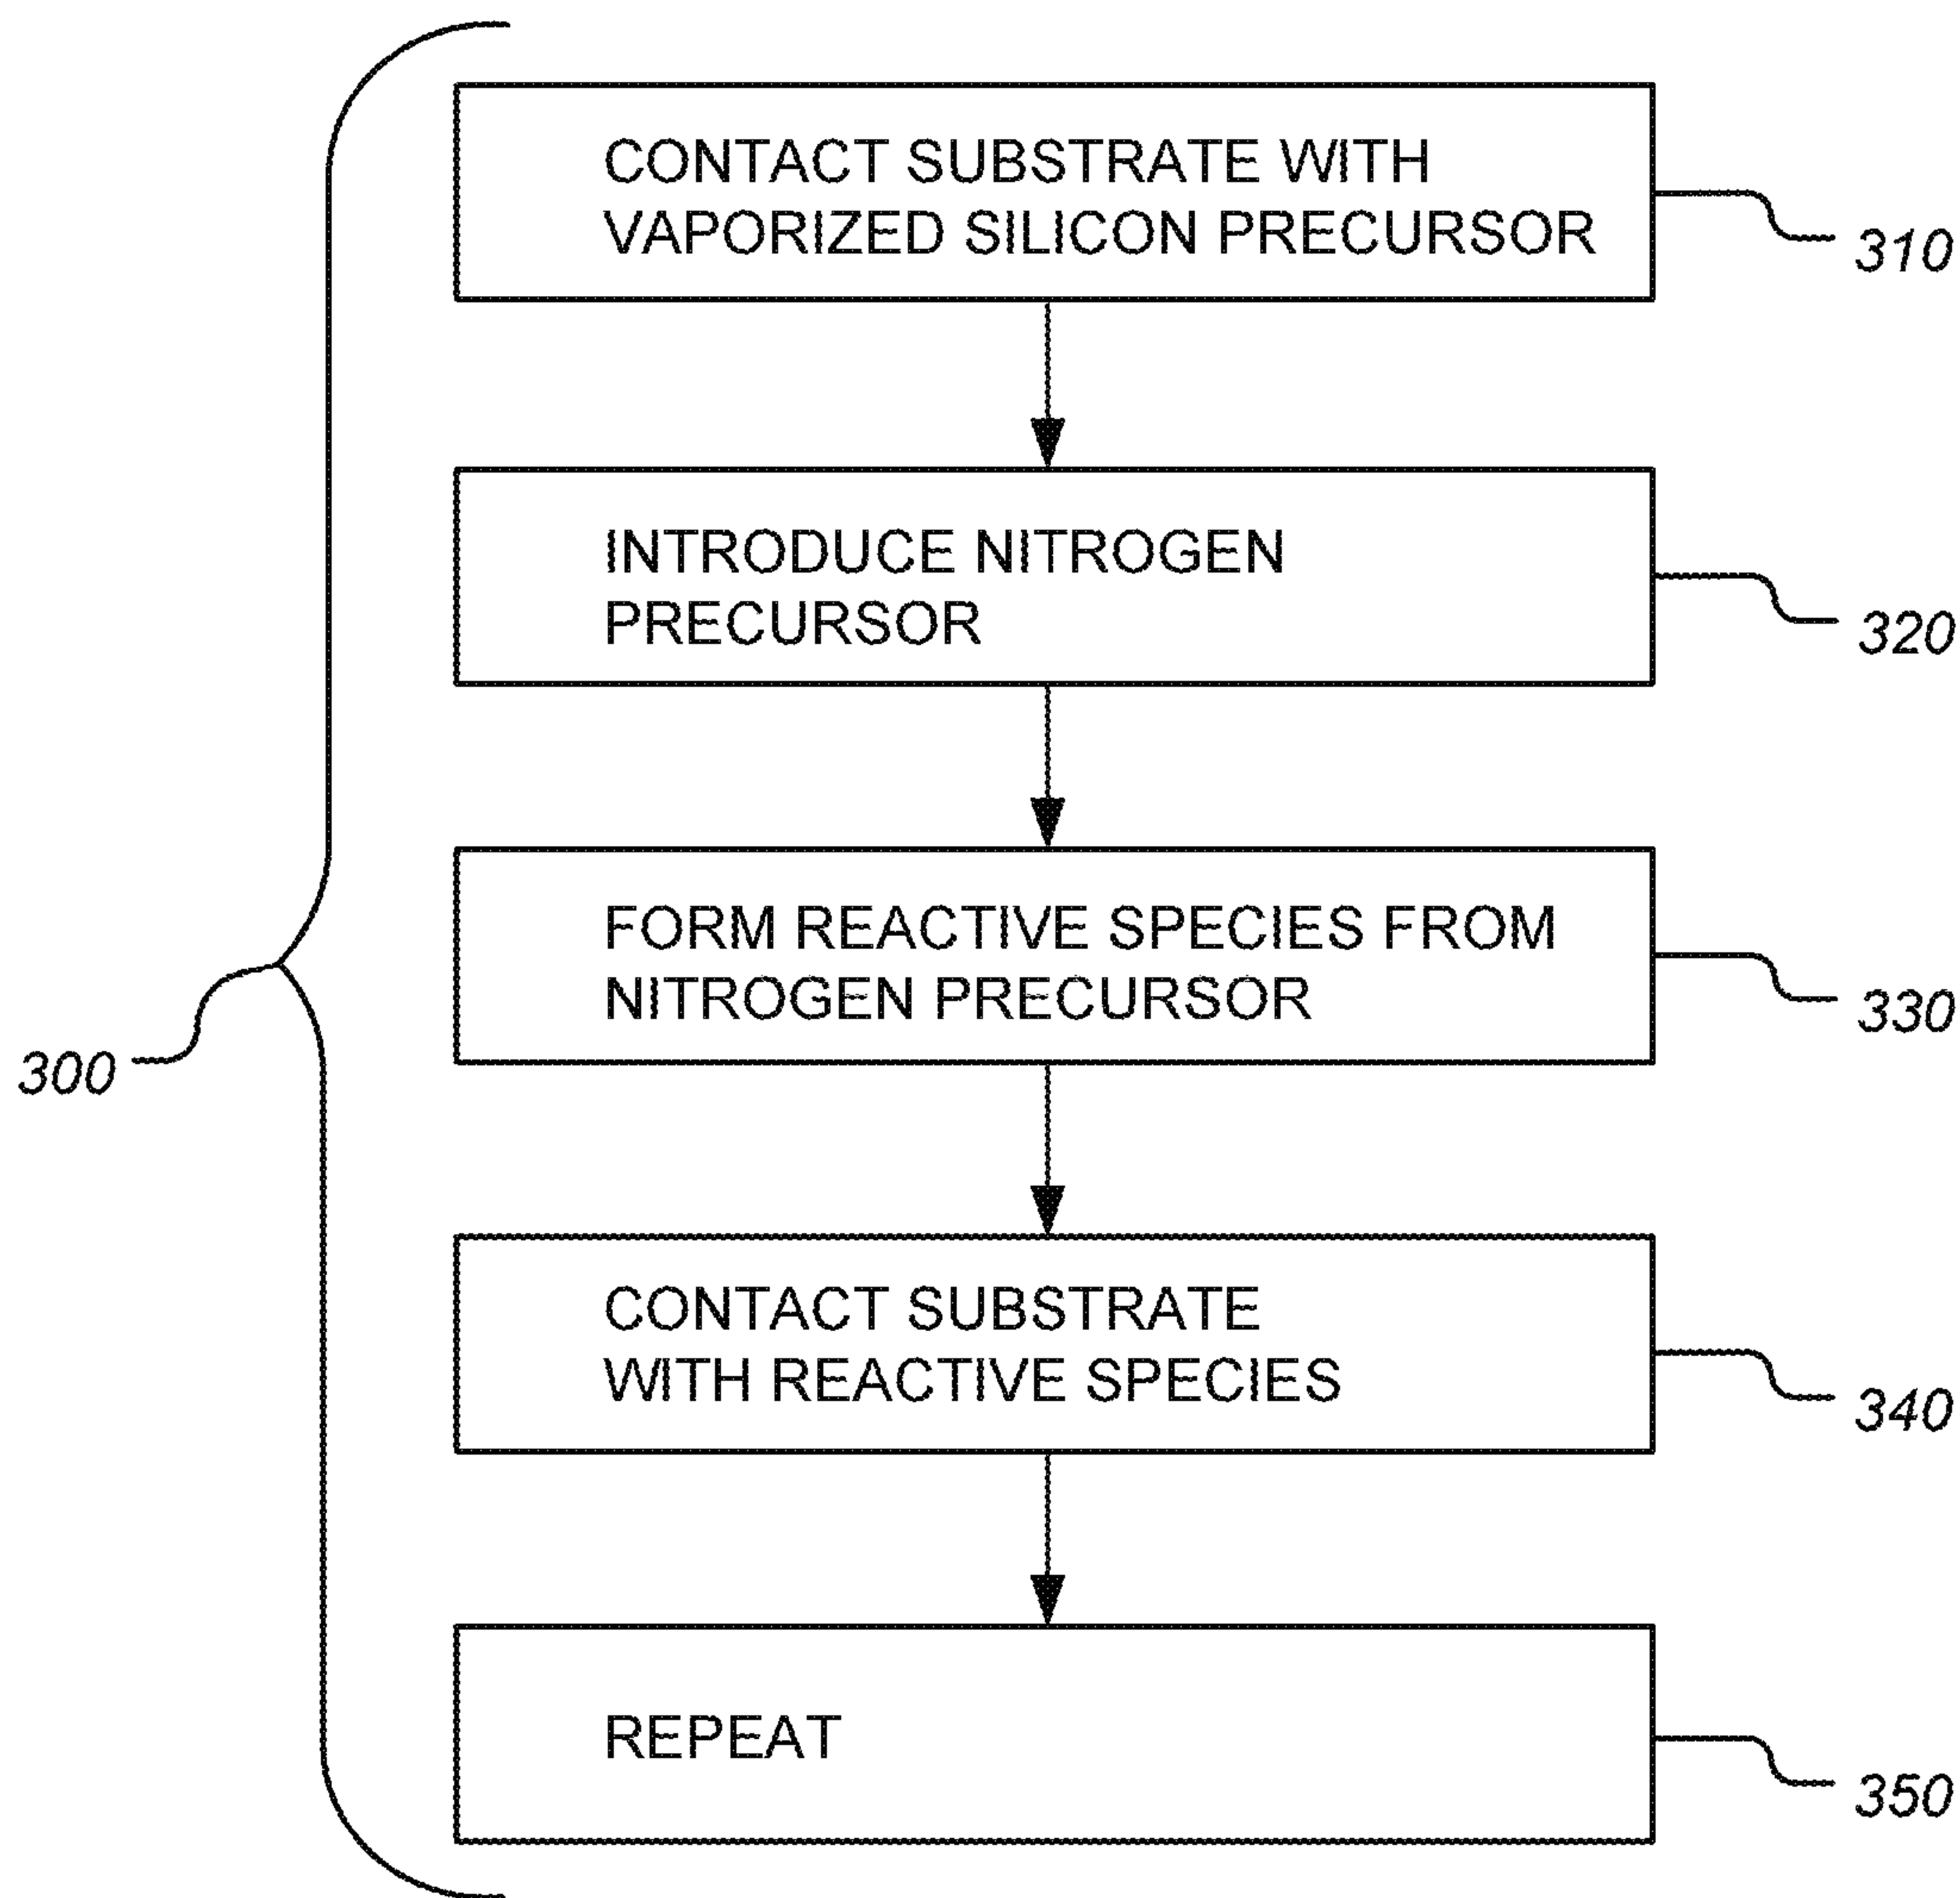 CONTACT SUBSTRATE WITH
VAPORIZED SILICON PRECURSOR
310
INTRODUCE NITROGEN
PRECURSOR
320
FORM REACTIVE SPECIES FROM
NITROGEN PRECURSOR
330
300
CONTACT SUBSTRATE
WITH REACTIVE SPECIES
340
REPEAT
350